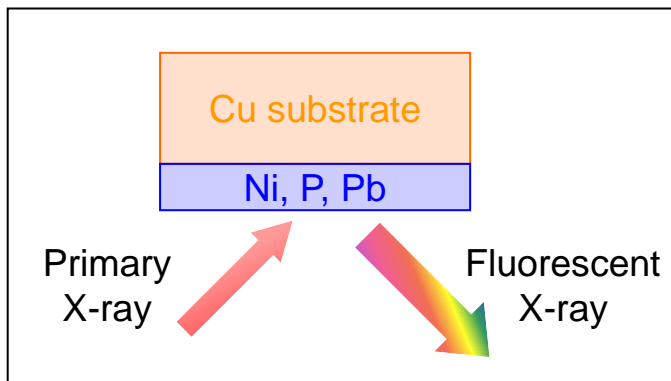 Cu substrate
Ni, P, Pb
Primary
X-ray
Fluorescent
X-ray